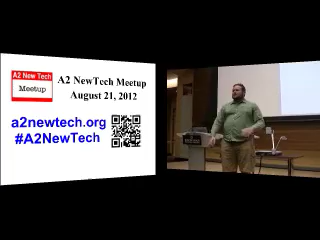 A2 New Tech
Meetup
A2 NewTech Meetup
August 21, 2012
a2newtech.org
#A2NewTech